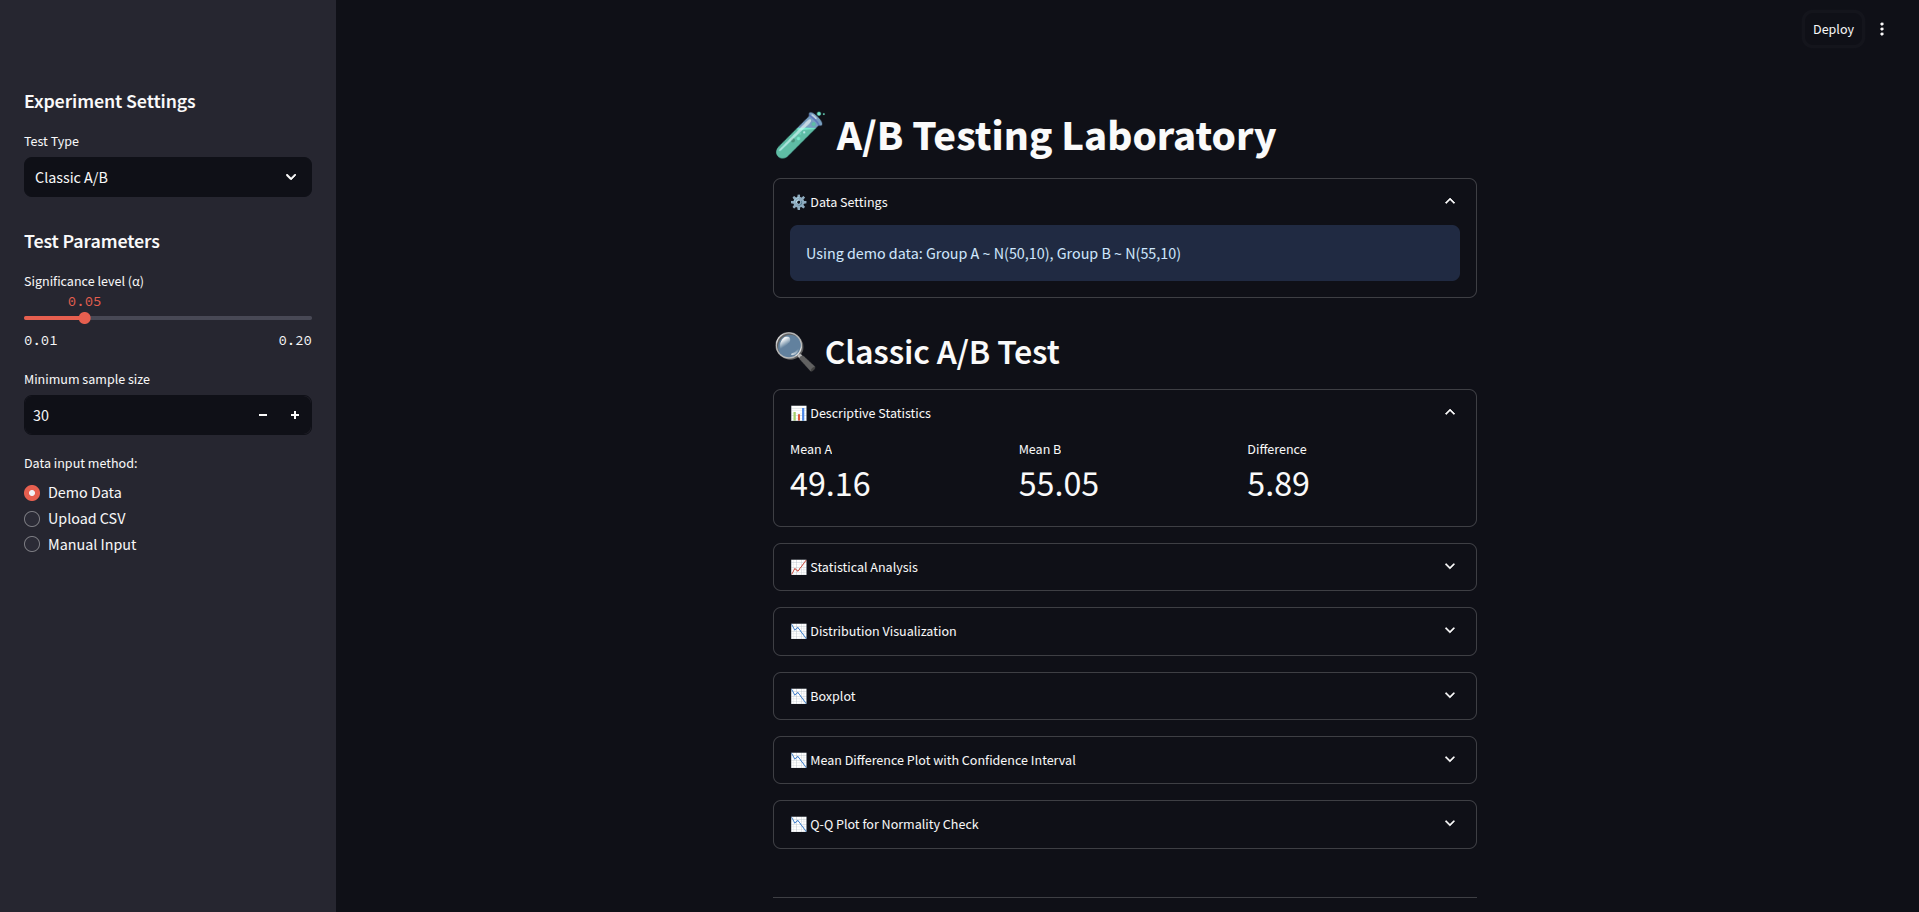 Deploy
Experiment Settings
Test Type
Classic A/B
Test Parameters
Significance level (α)
0.05
0.01 0.20
Minimum sample size
30
Data input method:
Demo Data
Upload CSV
Manual Input
A/B Testing Laboratory
Data Settings
Using demo data: Group A ~ N(50,10), Group B ~ N(55,10)
Classic A/B Test
Descriptive Statistics
Mean A Mean B Difference
49.16 55.05 5.89
Statistical Analysis
Distribution Visualization
Boxplot
Mean Difference Plot with Confidence Interval
Q-Q Plot for Normality Check